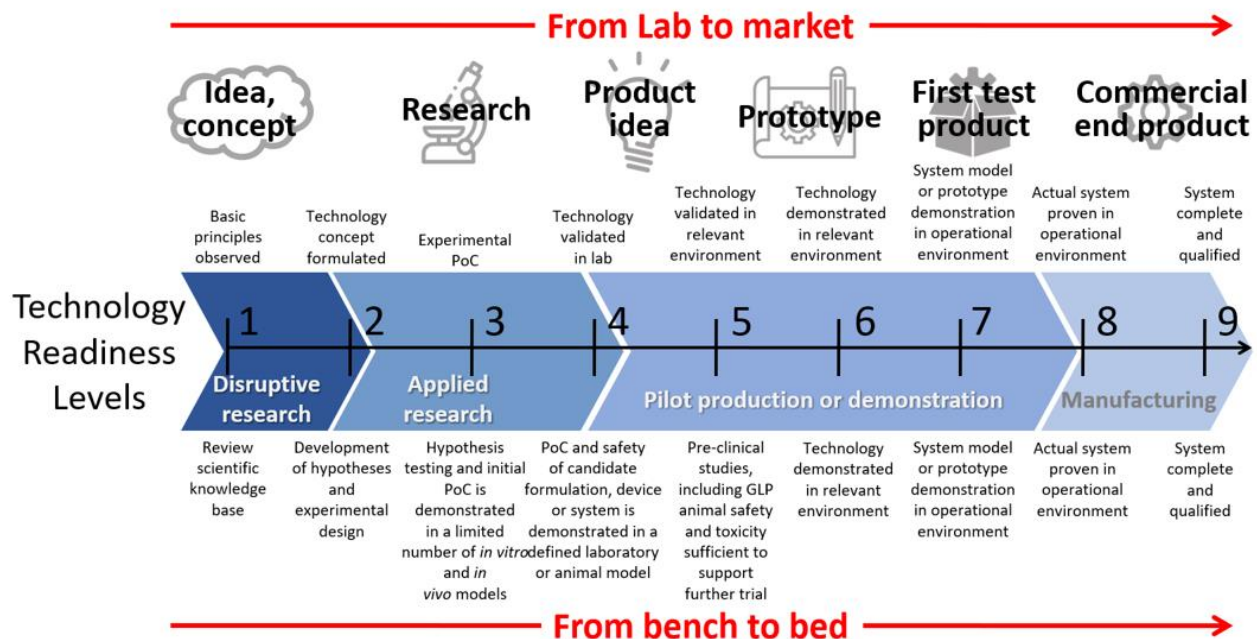 From Lab to market
Idea,
concept
Research
Product
idea
Prototype
First test
product
Commercial
end product
Basic
principles
observed
Technology
concept
formulated
Experimental
PoC
Technology
validated
in lab
Technology
validated in
relevant
environment
Technology
demonstrated
in relevant
environment
System model
or prototype
demonstration
in operational
environment
Actual system
proven in
operational
environment
System
complete
and
qualified
Technology
Readiness
Levels
1
2
3
4
5
6
7
8
9
Disruptive
research
Applied
research
Pilot production or demonstration
Manufacturing
Review
scientific
knowledge
base
Development
of hypotheses
and
experimental
design
Hypothesis
testing and initial
PoC is
demonstrated
in a limited
number of in vitro
and in
vivo models
PoC and safety
of candidate
formulation, device
or system is
demonstrated in a
defined laboratory
or animal model
Pre-clinical
studies,
including GLP
animal safety
and toxicity
sufficient to
support
further trial
Technology
demonstrated
in relevant
environment
System model
or prototype
demonstration
in operational
environment
Actual system
proven in
operational
environment
System
complete
and
qualified
From bench to bed